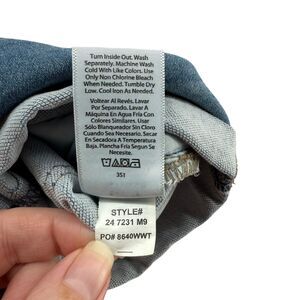 Turn Inside Out. Wash
Separately. Machine Wash
Cold With Like Colors. Use
Only Non Chlorine Bleach
When Needed. Tumble Dry
Low. Cool Iron As Needed.
Voltear Al Revés. Lavar
Por Separado. Lavar A
Máquina En Agua Fría Con
Colores Similares. Usar
Sólo Blanqueador Sin Cloro
Cuando Sea Necesario. En
Secadora A Temperatura
Baja. Plancha Fría Segun
Necesite.
351
STYLE#
24 7231 M9
PO# 8640WWT